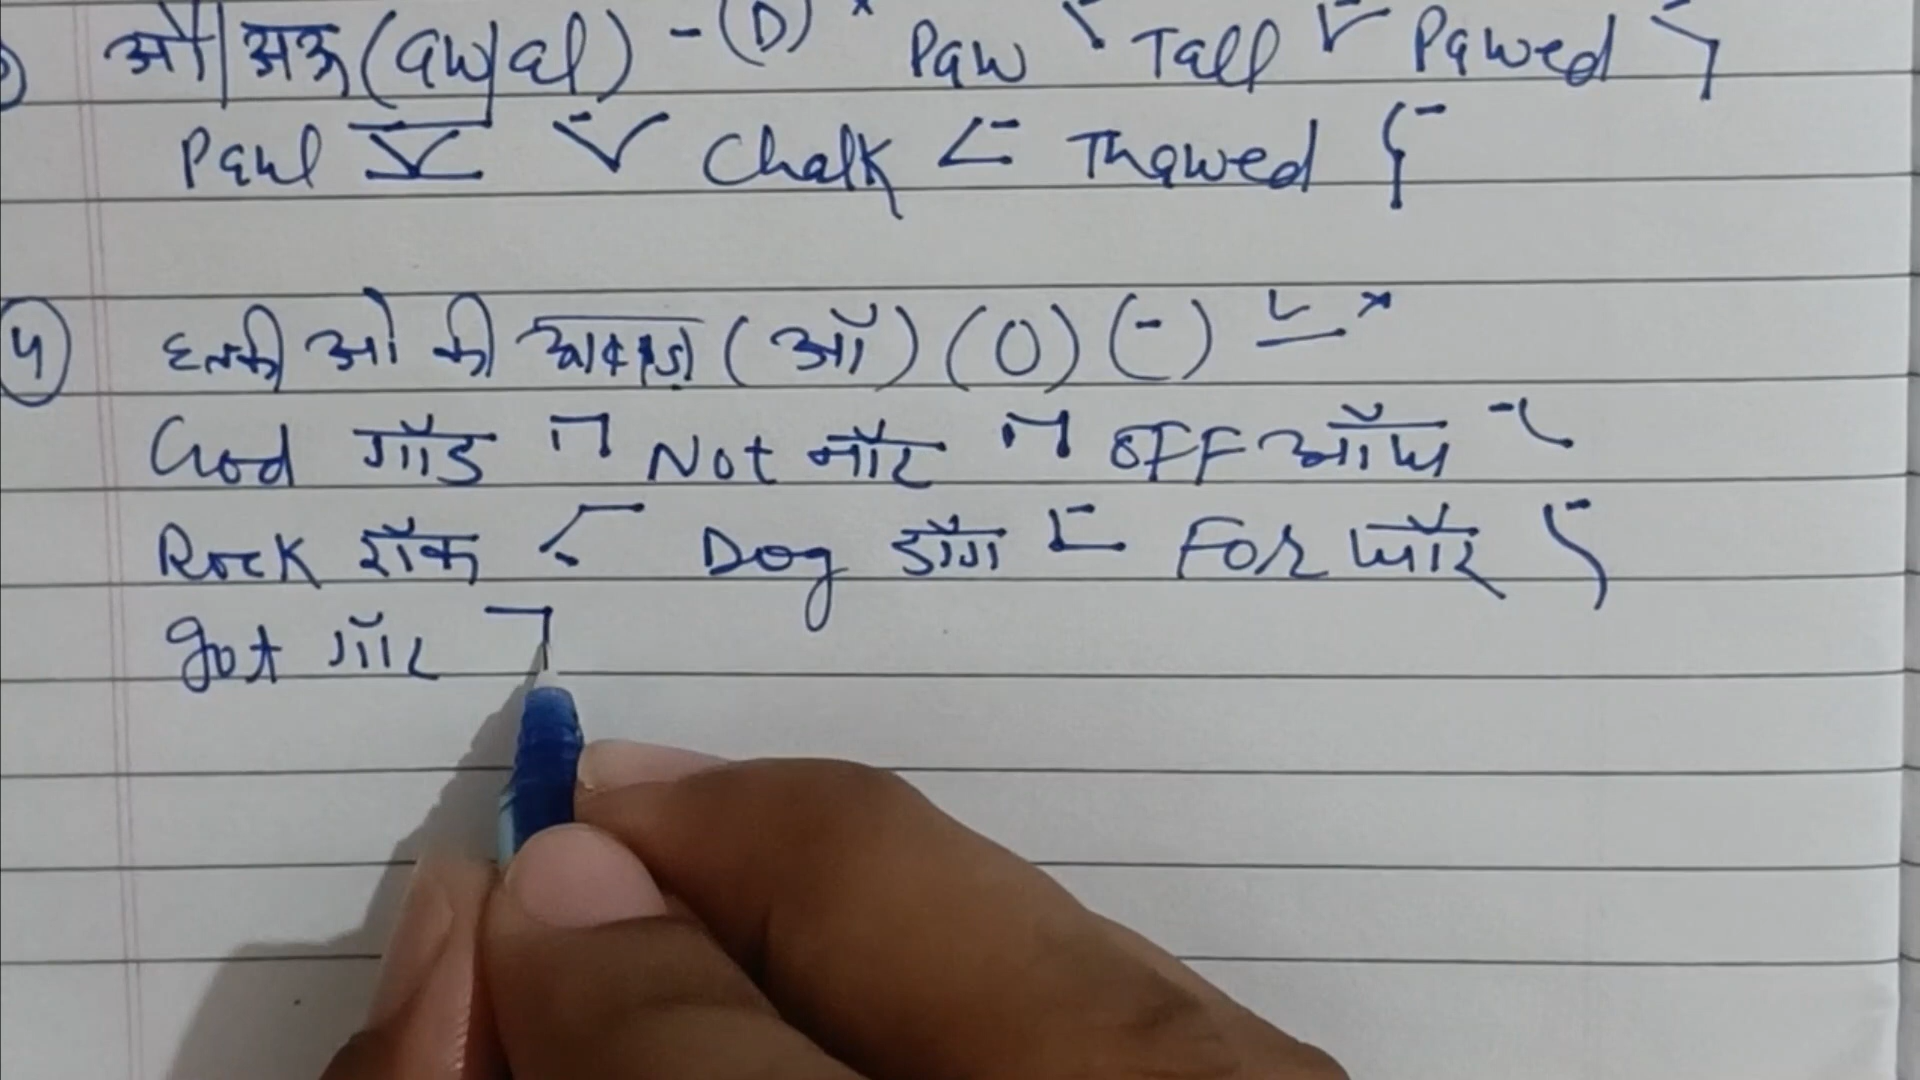 औ/अऊ (aw/al) - (D) Paw Tall Pawed
Paul Chalk Thawed
4 हल्की ओ की आवाज (ऑ) (O) (-)
God गॉड Not नॉट OFF ऑफ
Rock रॉक Dog डॉग For फॉर
got गॉट